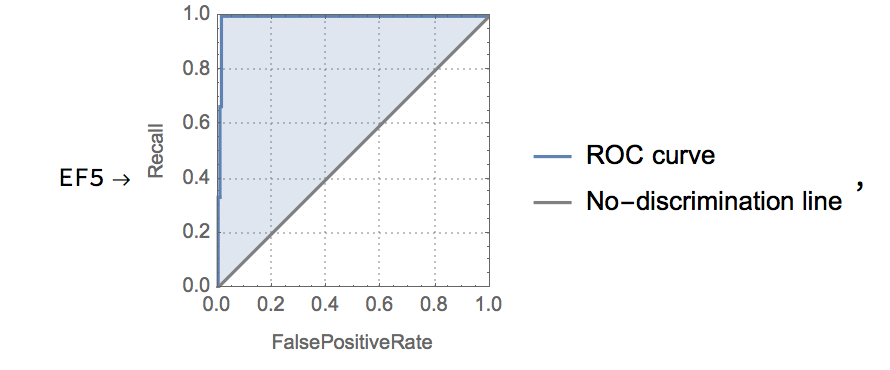 EF5 →
Recall
1.0
0.8
0.6
0.4
0.2
0.0
0.0 0.2 0.4 0.6 0.8 1.0
FalsePositiveRate
ROC curve
No−discrimination line ,